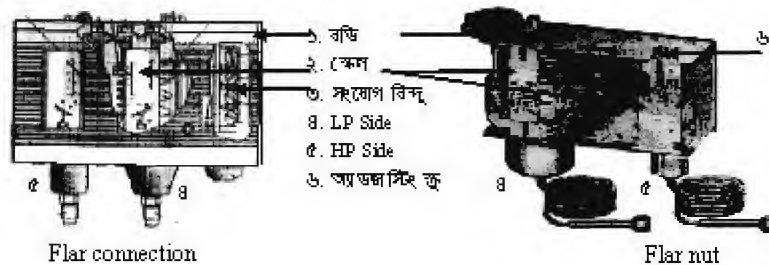 ১. বডি
২. স্কেল
৩. সংযোগ বিন্দু
৪. LP Side
৫. HP Side
৬. অ্যাডজাস্টিং স্ক্রু
৫
৪
৬
৪
৫
Flar connection
Flar nut